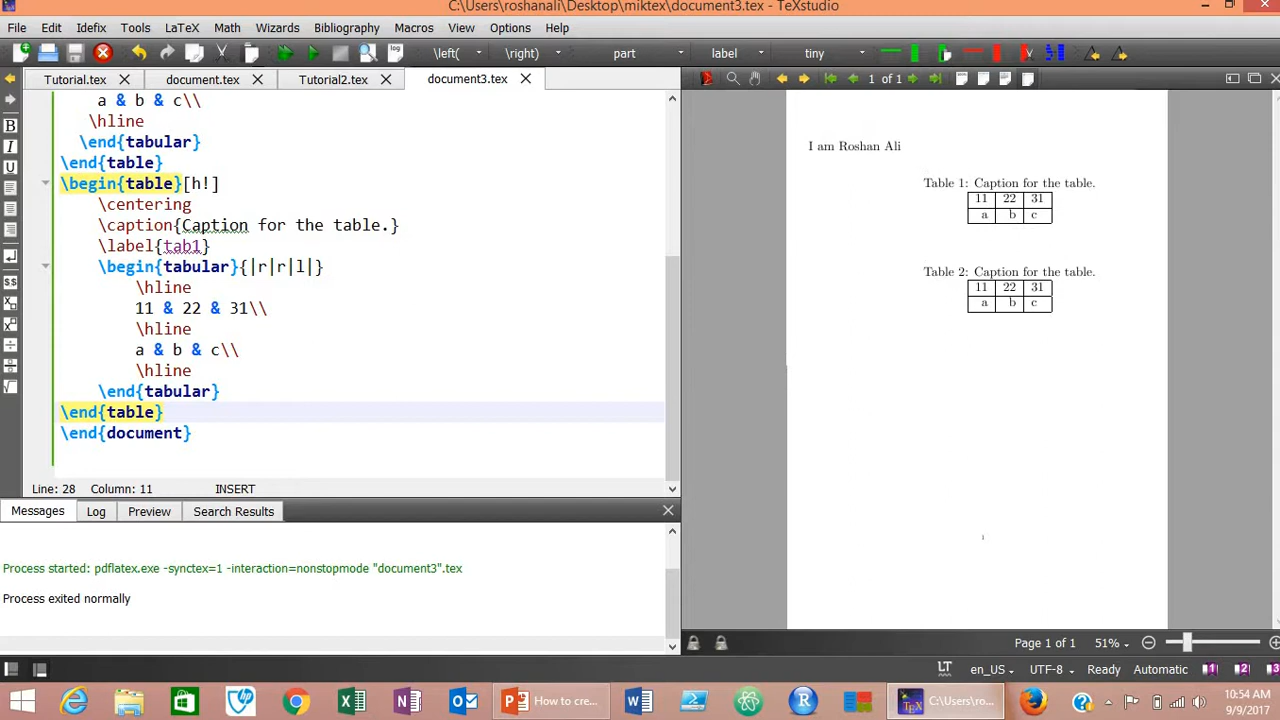 C:\Users\roshanali\Desktop\miktex\document3.tex - TeXstudio
File Edit Idefix Tools LaTeX Math Wizards Bibliography Macros View Options Help
\left( \right) part label tiny
Tutorial.tex document.tex Tutorial2.tex document3.tex
1 of 1
a & b & c\\
\hline
\end{tabular}
\end{table}
\begin{table}[h!]
\centering
\caption{Caption for the table.}
\label{tab1}
\begin{tabular}{|r|r|l|}
\hline
11 & 22 & 31\\
\hline
a & b & c\\
\hline
\end{tabular}
\end{table}
\end{document}
Line: 28 Column: 11 INSERT
Messages Log Preview Search Results
Process started: pdflatex.exe -synctex=1 -interaction=nonstopmode "document3".tex
Process exited normally
I am Roshan Ali
Table 1: Caption for the table.
11 22 31
a b c
Table 2: Caption for the table.
11 22 31
a b c
Page 1 of 1 51%
LT en_US UTF-8 Ready Automatic 1 2 3
How to cre... C:\Users\ro...
10:54 AM
9/9/2017